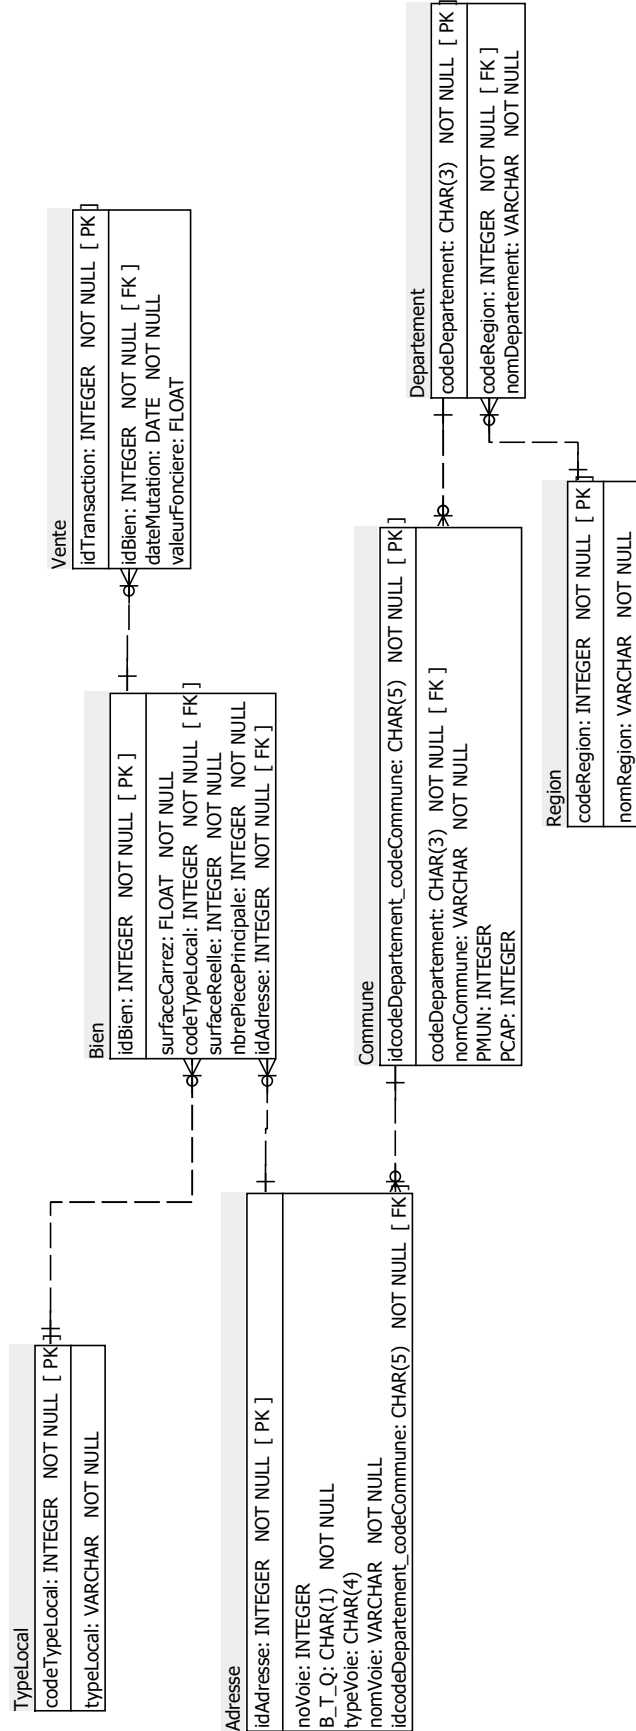 TypeLocal
codeTypeLocal: INTEGER NOT NULL [ PK ]
typeLocal: VARCHAR NOT NULL
Adresse
idAdresse: INTEGER NOT NULL [ PK ]
noVoie: INTEGER
B_T_Q: CHAR(1) NOT NULL
typeVoie: CHAR(4)
nomVoie: VARCHAR NOT NULL
idcodeDepartement_codeCommune: CHAR(5) NOT NULL [ FK ]
Bien
idBien: INTEGER NOT NULL [ PK ]
surfaceCarrez: FLOAT NOT NULL
codeTypeLocal: INTEGER NOT NULL [ FK ]
surfaceReelle: INTEGER NOT NULL
nbrePiecePrincipale: INTEGER NOT NULL
idAdresse: INTEGER NOT NULL [ FK ]
Vente
idTransaction: INTEGER NOT NULL [ PK ]
idBien: INTEGER NOT NULL [ FK ]
dateMutation: DATE NOT NULL
valeurFonciere: FLOAT
Commune
idcodeDepartement_codeCommune: CHAR(5) NOT NULL [ PK ]
codeDepartement: CHAR(3) NOT NULL [ FK ]
nomCommune: VARCHAR NOT NULL
PMUN: INTEGER
PCAP: INTEGER
Departement
codeDepartement: CHAR(3) NOT NULL [ PK ]
codeRegion: INTEGER NOT NULL [ FK ]
nomDepartement: VARCHAR NOT NULL
Region
codeRegion: INTEGER NOT NULL [ PK ]
nomRegion: VARCHAR NOT NULL